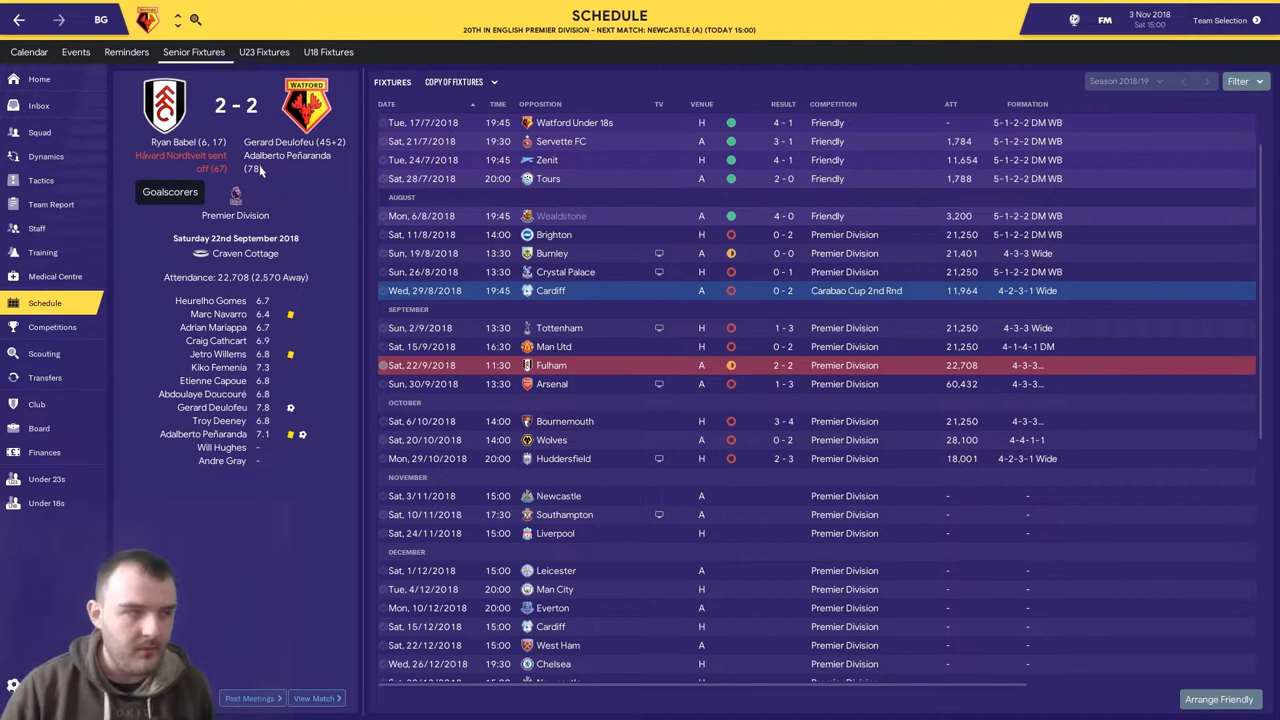 BG
SCHEDULE
20TH IN ENGLISH PREMIER DIVISION - NEXT MATCH: NEWCASTLE (A) (TODAY 15:00)
FM
3 Nov 2018
Sat 15:00
Team Selection
Calendar Events Reminders Senior Fixtures U23 Fixtures U18 Fixtures
Home
Inbox
Squad
Dynamics
Tactics
Team Report
Staff
Training
Medical Centre
Schedule
Competitions
Scouting
Transfers
Club
Board
Finances
Under 23s
Under 18s
2 - 2
Ryan Babel (6, 17)
Håvard Nordtveit sent
off (67)
Gerard Deulofeu (45+2)
Adalberto Peñaranda
(78
Goalscorers
Premier Division
Saturday 22nd September 2018
Craven Cottage
Attendance: 22,708 (2,570 Away)
Heurelho Gomes 6.7
Marc Navarro 6.4
Adrian Mariappa 6.7
Craig Cathcart 6.9
Jetro Willems 6.8
Kiko Femenía 7.3
Etienne Capoue 6.8
Abdoulaye Doucouré 6.8
Gerard Deulofeu 7.8
Troy Deeney 6.8
Adalberto Peñaranda 7.1
Will Hughes -
Andre Gray -
Past Meetings > View Match >
FIXTURES COPY OF FIXTURES
Season 2018/19
Filter
DATE TIME OPPOSITION TV VENUE RESULT COMPETITION ATT FORMATION
Tue, 17/7/2018 19:45 Watford Under 18s H 4 - 1 Friendly - 5-1-2-2 DM WB
Sat, 21/7/2018 19:30 Servette FC A 3 - 1 Friendly 1,784 5-1-2-2 DM WB
Tue, 24/7/2018 19:45 Zenit H 4 - 1 Friendly 11,654 5-1-2-2 DM WB
Sat, 28/7/2018 20:00 Tours A 2 - 0 Friendly 1,788 5-1-2-2 DM WB
AUGUST
Mon, 6/8/2018 19:45 Wealdstone A 4 - 0 Friendly 3,200 5-1-2-2 DM WB
Sat, 11/8/2018 14:00 Brighton H 0 - 2 Premier Division 21,250 5-1-2-2 DM WB
Sun, 19/8/2018 13:30 Burnley A 0 - 0 Premier Division 21,401 4-3-3 Wide
Sun, 26/8/2018 13:30 Crystal Palace H 0 - 1 Premier Division 21,250 5-1-2-2 DM WB
Wed, 29/8/2018 19:45 Cardiff A 0 - 2 Carabao Cup 2nd Rnd 11,964 4-2-3-1 Wide
SEPTEMBER
Sun, 2/9/2018 13:30 Tottenham H 1 - 3 Premier Division 21,250 4-3-3 Wide
Sat, 15/9/2018 16:30 Man Utd H 0 - 2 Premier Division 21,250 4-1-4-1 DM
Sat, 22/9/2018 11:30 Fulham A 2 - 2 Premier Division 22,708 4-3-3...
Sun, 30/9/2018 13:30 Arsenal A 1 - 3 Premier Division 60,432 4-3-3...
OCTOBER
Sat, 6/10/2018 14:00 Bournemouth H 3 - 4 Premier Division 21,250 4-3-3...
Sat, 20/10/2018 14:00 Wolves A 0 - 2 Premier Division 28,100 4-4-1-1
Mon, 29/10/2018 20:00 Huddersfield H 2 - 3 Premier Division 18,001 4-2-3-1 Wide
NOVEMBER
Sat, 3/11/2018 15:00 Newcastle A Premier Division - -
Sat, 10/11/2018 17:30 Southampton A Premier Division - -
Sat, 24/11/2018 15:00 Liverpool H Premier Division - -
DECEMBER
Sat, 1/12/2018 15:00 Leicester A Premier Division - -
Tue, 4/12/2018 20:00 Man City H Premier Division - -
Mon, 10/12/2018 20:00 Everton A Premier Division - -
Sat, 15/12/2018 15:00 Cardiff H Premier Division - -
Sat, 22/12/2018 15:00 West Ham A Premier Division - -
Wed, 26/12/2018 19:30 Chelsea H Premier Division - -
Arrange Friendly